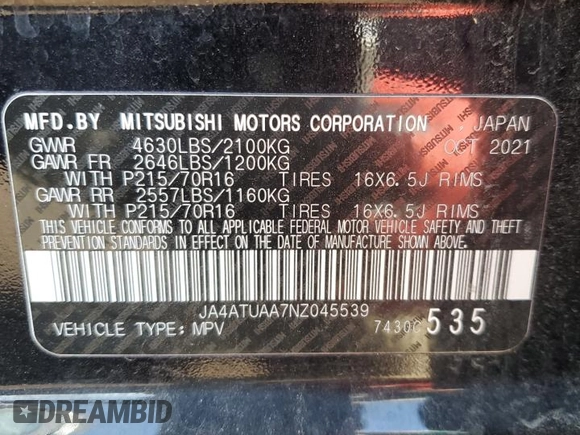 MFD.BY MITSUBISHI MOTORS CORPORATION JAPAN
GVWR 4630LBS/2100KG OCT 2021
GAWR FR 2646LBS/1200KG
WITH P215/70R16 TIRES 16X6.5J RIMS
GAWR RR 2557LBS/1160KG
WITH P215/70R16 TIRES 16X6.5J RIMS
THIS VEHICLE CONFORMS TO ALL APPLICABLE FEDERAL MOTOR VEHICLE SAFETY AND THEFT
PREVENTION STANDARDS IN EFFECT ON THE DATE OF MANUFACTURE SHOWN ABOVE.
JA4ATUAA7NZ045539
VEHICLE TYPE: MPV 7430C 535
DREAMBID